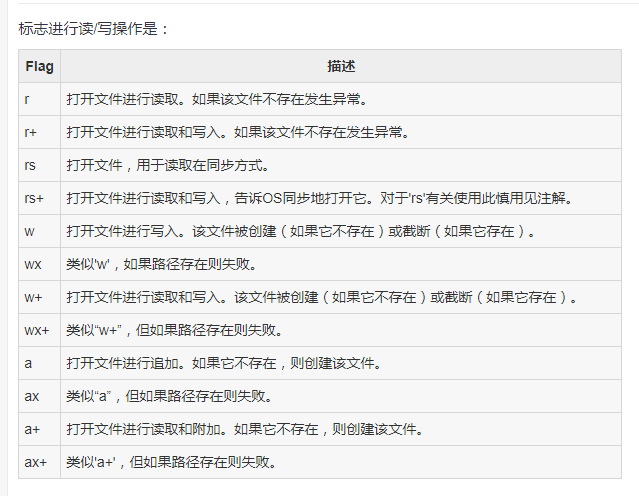 标志进行读/写操作是：
Flag 描述
r 打开文件进行读取。如果该文件不存在发生异常。
r+ 打开文件进行读取和写入。如果该文件不存在发生异常。
rs 打开文件，用于读取在同步方式。
rs+ 打开文件进行读取和写入，告诉OS同步地打开它。对于'rs'有关使用此慎用见注解。
w 打开文件进行写入。该文件被创建（如果它不存在）或截断（如果它存在）。
wx 类似'w'，如果路径存在则失败。
w+ 打开文件进行读取和写入。该文件被创建（如果它不存在）或截断（如果它存在）。
wx+ 类似“w+”，但如果路径存在则失败。
a 打开文件进行追加。如果它不存在，则创建该文件。
ax 类似“a”，但如果路径存在则失败。
a+ 打开文件进行读取和附加。如果它不存在，则创建该文件。
ax+ 类似'a+'，但如果路径存在则失败。